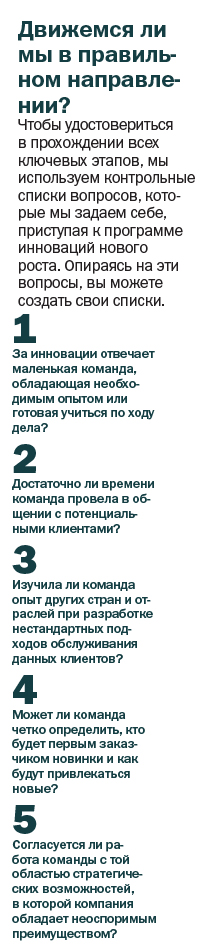 Движемся ли
мы в правиль-
ном направле-
нии?
Чтобы удостовериться
в прохождении всех
ключевых этапов, мы
используем контрольные
списки вопросов, кото-
рые мы задаем себе,
приступая к программе
инноваций нового
роста. Опираясь на эти
вопросы, вы можете
создать свои списки.
1
За инновации отвечает
маленькая команда,
обладающая необхо-
димым опытом или
готовая учиться по ходу
дела?
2
Достаточно ли времени
команда провела в об-
щении с потенциаль-
ными клиентами?
3
Изучила ли команда
опыт других стран и от-
раслей при разработке
нестандартных под-
ходов обслуживания
данных клиентов?
4
Может ли команда
четко определить, кто
будет первым заказ-
чиком новинки и как
будут привлекаться
новые?
5
Согласуется ли ра-
бота команды с той
областью стратегиче-
ских возможностей,
в которой компания
обладает неоспоримым
преимуществом?